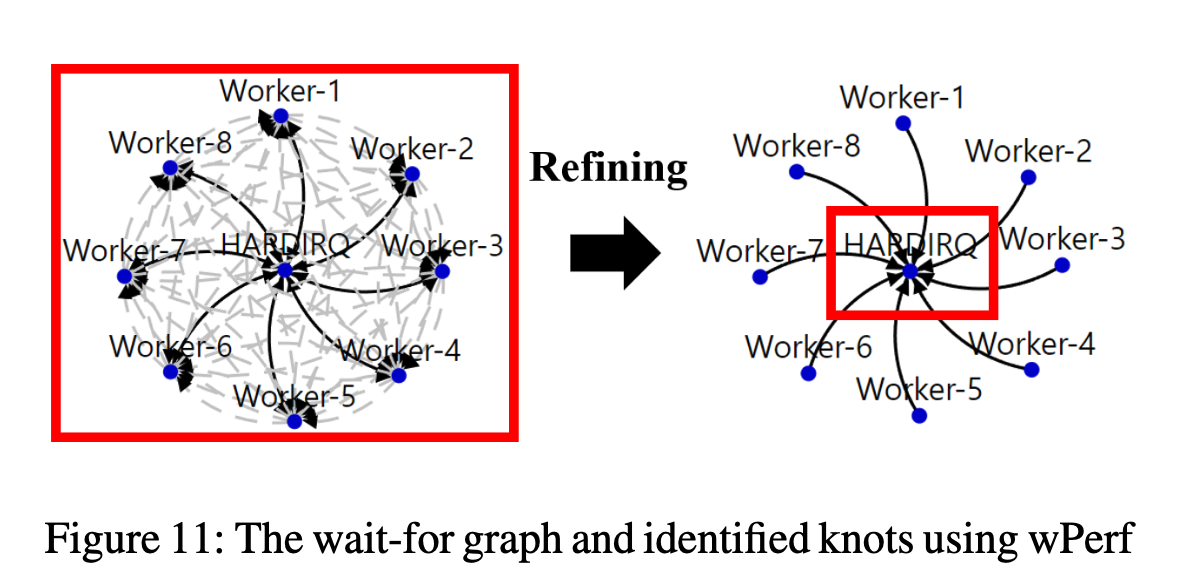 Worker-1
Worker-8
Worker-2
Worker-7
HARDIRQ
Worker-3
Worker-6
Worker-4
Worker-5
Refining
Worker-1
Worker-8
Worker-2
Worker-7
HARDIRQ
Worker-3
Worker-6
Worker-4
Worker-5
Figure 11: The wait-for graph and identified knots using wPerf